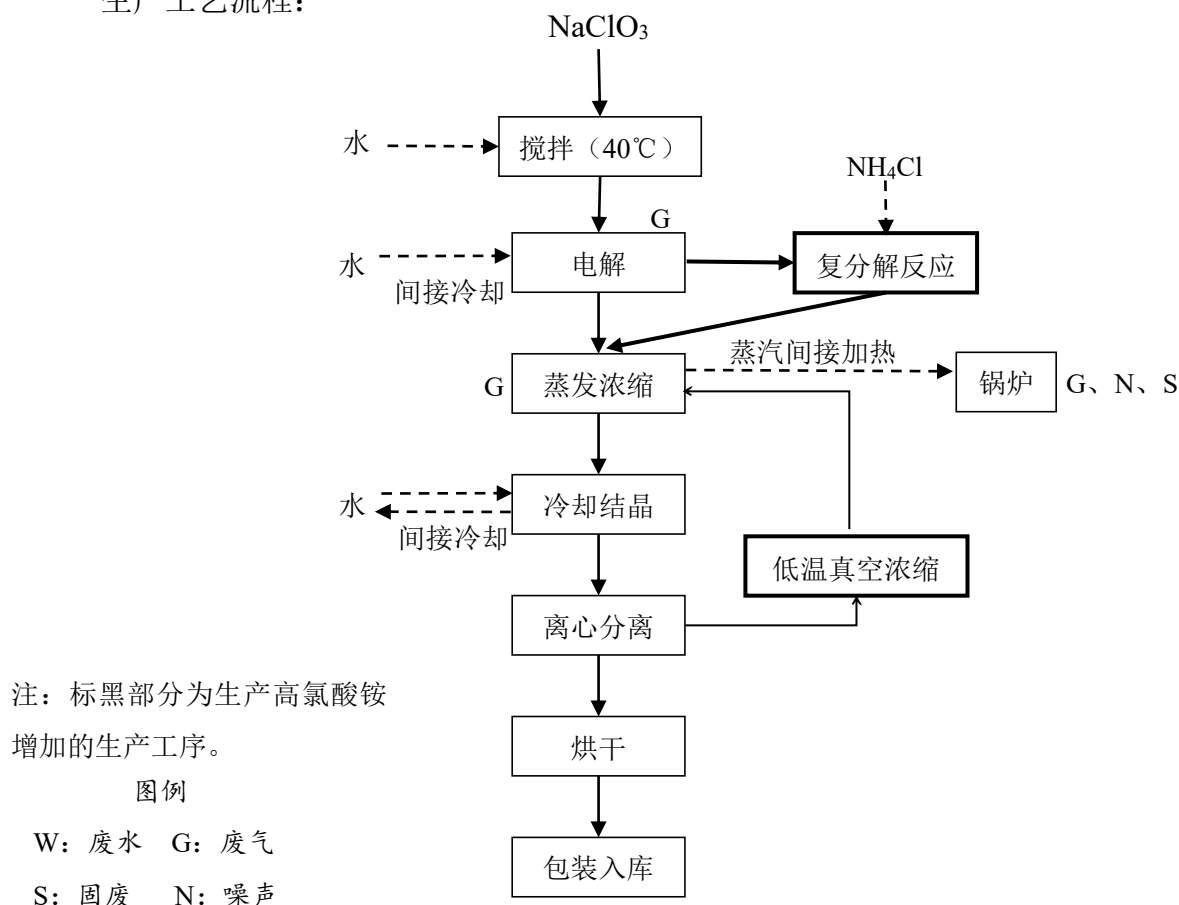 生产工艺流程：
NaClO₃
水
搅拌（40℃）
NH₄Cl
G
水
电解
复分解反应
间接冷却
蒸汽间接加热
G
蒸发浓缩
锅炉
G、N、S
水
冷却结晶
间接冷却
低温真空浓缩
离心分离
注：标黑部分为生产高氯酸铵
增加的生产工序。
烘干
图例
W：废水 G：废气
包装入库
S：固废 N：噪声